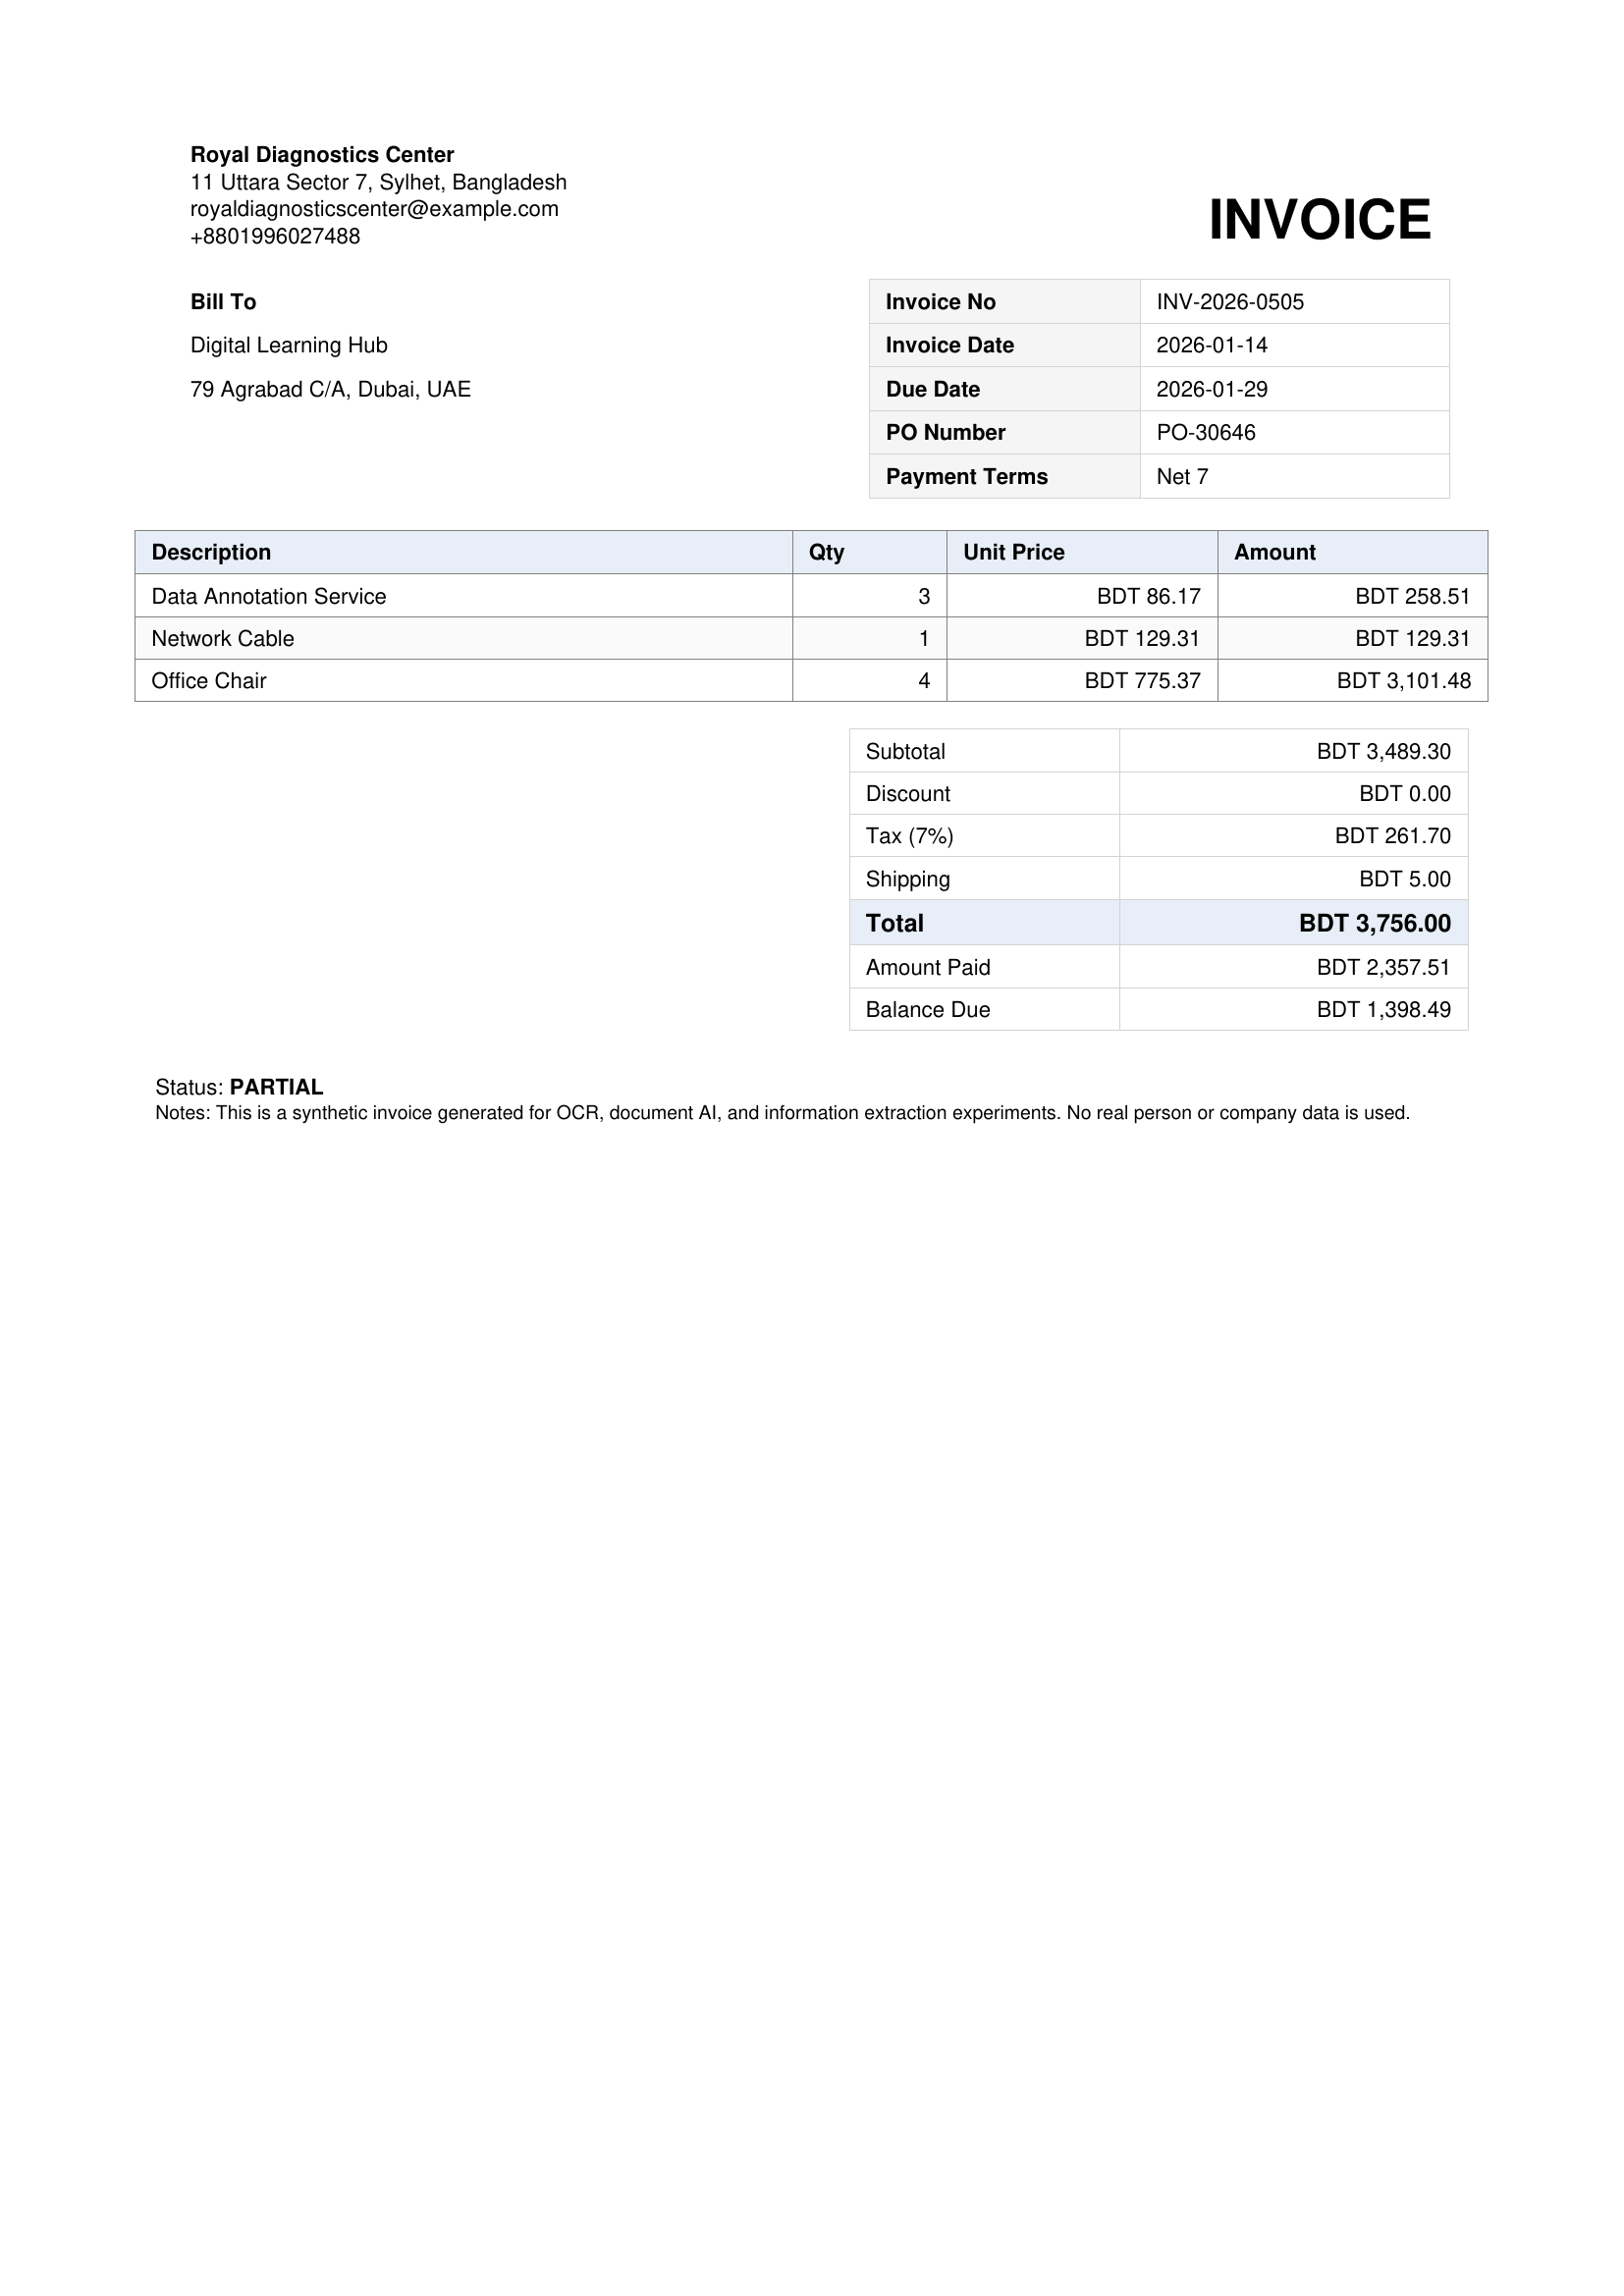 Royal Diagnostics Center
11 Uttara Sector 7, Sylhet, Bangladesh
royaldiagnosticscenter@example.com
+8801996027488
INVOICE
Bill To
Digital Learning Hub
79 Agrabad C/A, Dubai, UAE
Invoice No INV-2026-0505
Invoice Date 2026-01-14
Due Date 2026-01-29
PO Number PO-30646
Payment Terms Net 7
Description Qty Unit Price Amount
Data Annotation Service 3 BDT 86.17 BDT 258.51
Network Cable 1 BDT 129.31 BDT 129.31
Office Chair 4 BDT 775.37 BDT 3,101.48
Subtotal BDT 3,489.30
Discount BDT 0.00
Tax (7%) BDT 261.70
Shipping BDT 5.00
Total BDT 3,756.00
Amount Paid BDT 2,357.51
Balance Due BDT 1,398.49
Status: PARTIAL
Notes: This is a synthetic invoice generated for OCR, document AI, and information extraction experiments. No real person or company data is used.